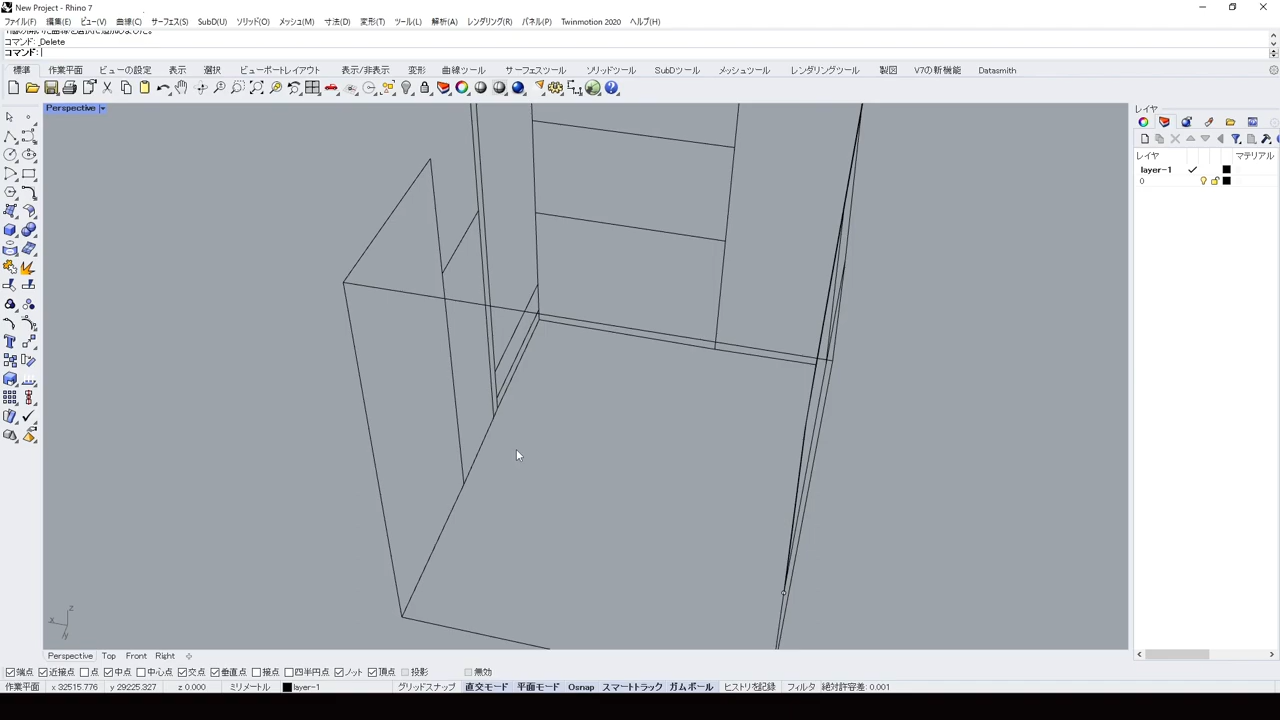 New Project - Rhino 7
ファイル(F) 編集(E) ビュー(V) 曲線(C) サーフェス(S) SubD(U) ソリッド(O) メッシュ(M) 寸法(D) 変形(T) ツール(L) 解析(A) レンダリング(R) パネル(P) Twinmotion 2020 ヘルプ(H)
コマンド: _Delete
コマンド:
標準 作業平面 ビューの設定 表示 選択 ビューポートレイアウト 表示/非表示 変形 曲線ツール サーフェスツール ソリッドツール SubDツール メッシュツール レンダリングツール 製図 V7の新機能 Datasmith
Perspective
レイヤ
レイヤ マテリアル
layer-1
0
x y z
Perspective Top Front Right
端点 近接点 点 中点 中心点 交点 垂直点 接点 四半円点 ノット 頂点 投影 無効
作業平面 x 32515.776 y 29225.327 z 0.000 ミリメートル layer-1 グリッドスナップ 直交モード 平面モード Osnap スマートトラック ガムボール ヒストリを記録 フィルタ 絶対許容差: 0.001